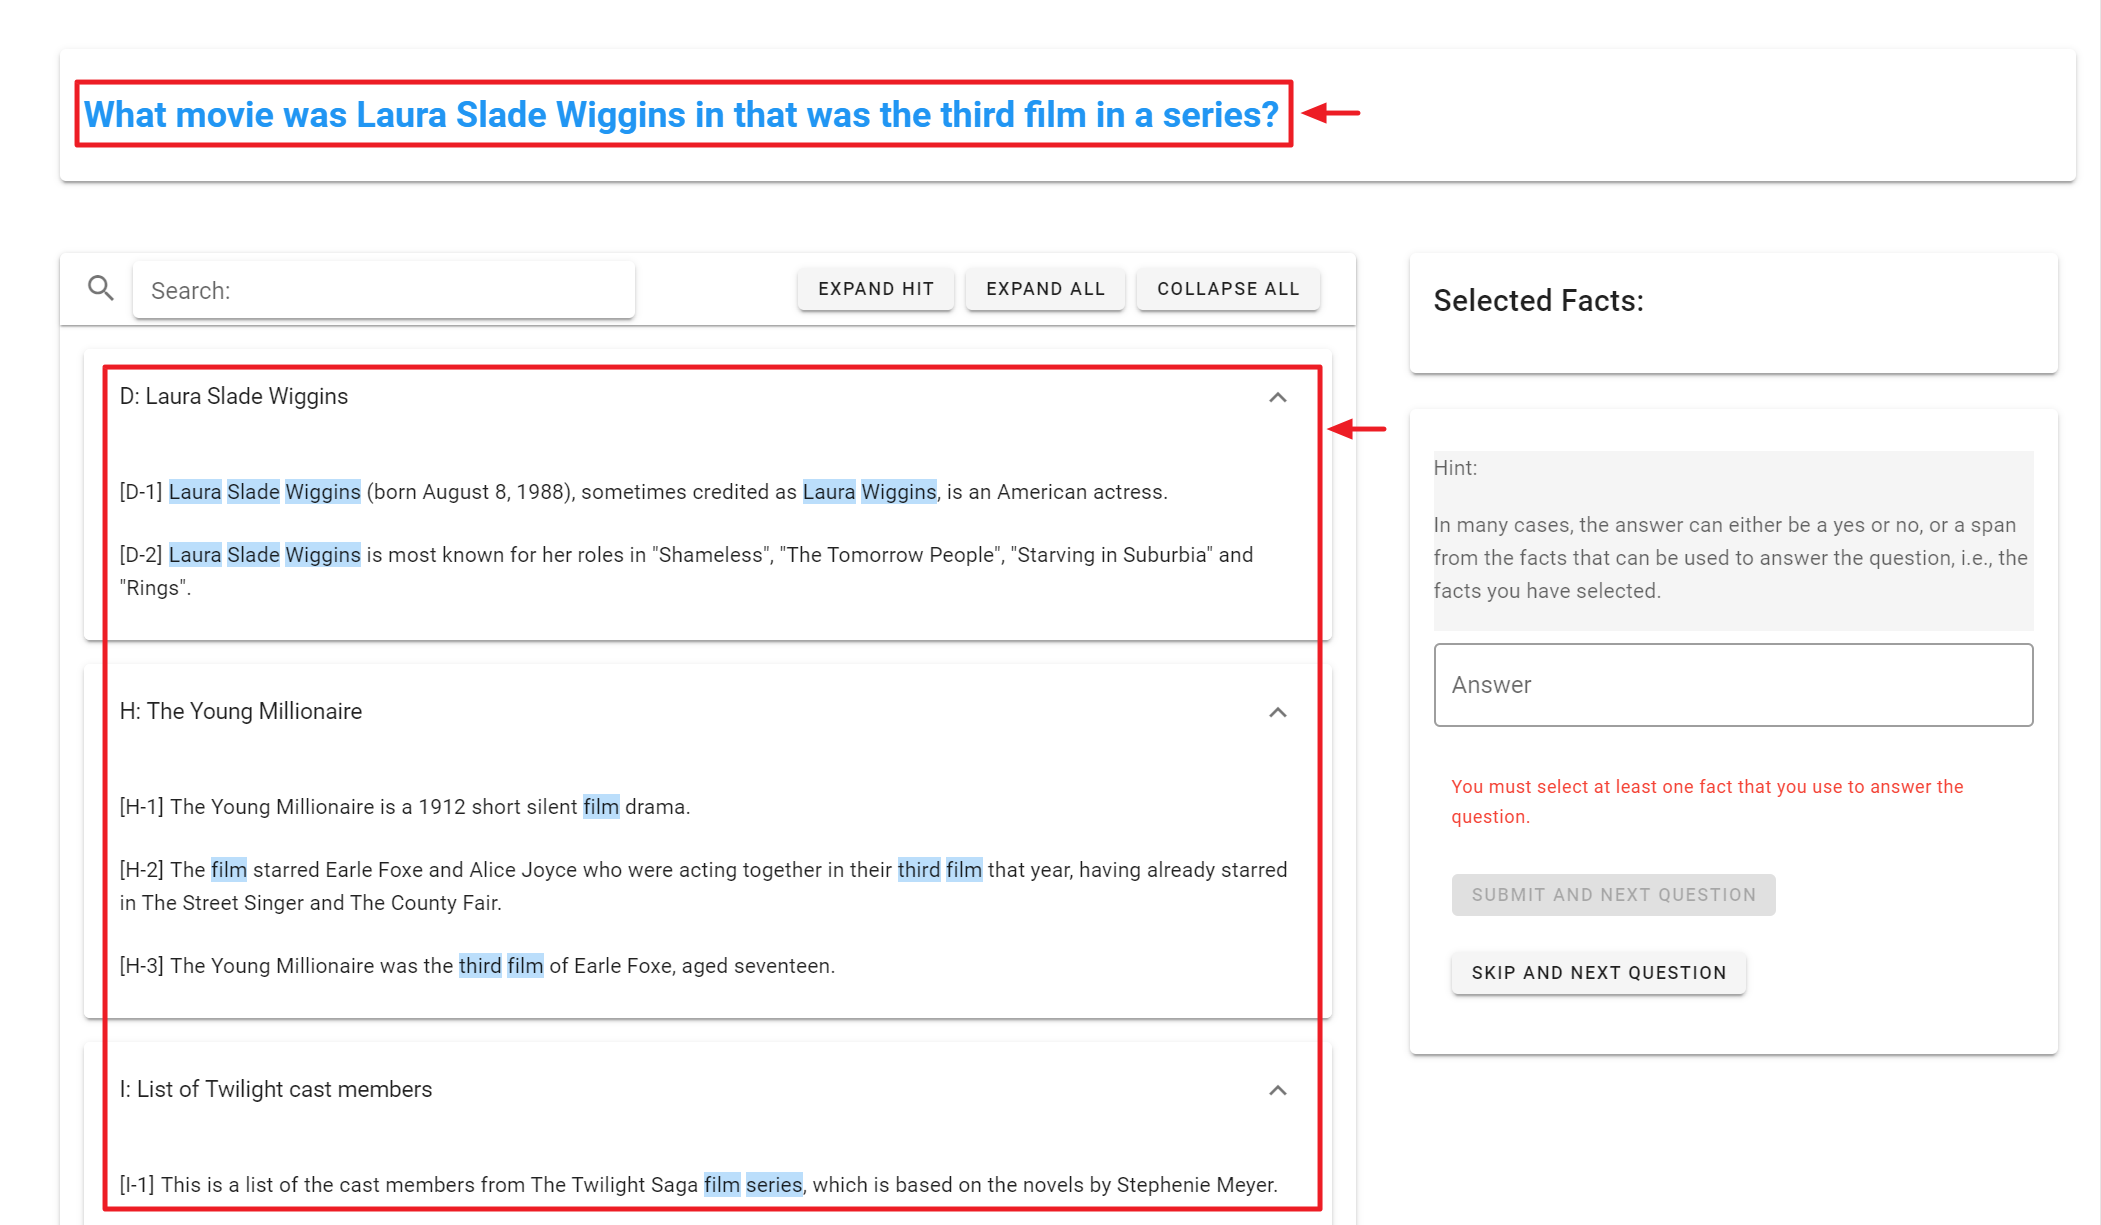 What movie was Laura Slade Wiggins in that was the third film in a series?
Search:
EXPAND HIT
EXPAND ALL
COLLAPSE ALL
D: Laura Slade Wiggins
[D-1] Laura Slade Wiggins (born August 8, 1988), sometimes credited as Laura Wiggins, is an American actress.
[D-2] Laura Slade Wiggins is most known for her roles in "Shameless", "The Tomorrow People", "Starving in Suburbia" and
"Rings".
H: The Young Millionaire
[H-1] The Young Millionaire is a 1912 short silent film drama.
[H-2] The film starred Earle Foxe and Alice Joyce who were acting together in their third film that year, having already starred
in The Street Singer and The County Fair.
[H-3] The Young Millionaire was the third film of Earle Foxe, aged seventeen.
I: List of Twilight cast members
[I-1] This is a list of the cast members from The Twilight Saga film series, which is based on the novels by Stephenie Meyer.
Selected Facts:
Hint:
In many cases, the answer can either be a yes or no, or a span
from the facts that can be used to answer the question, i.e., the
facts you have selected.
Answer
You must select at least one fact that you use to answer the
question.
SUBMIT AND NEXT QUESTION
SKIP AND NEXT QUESTION